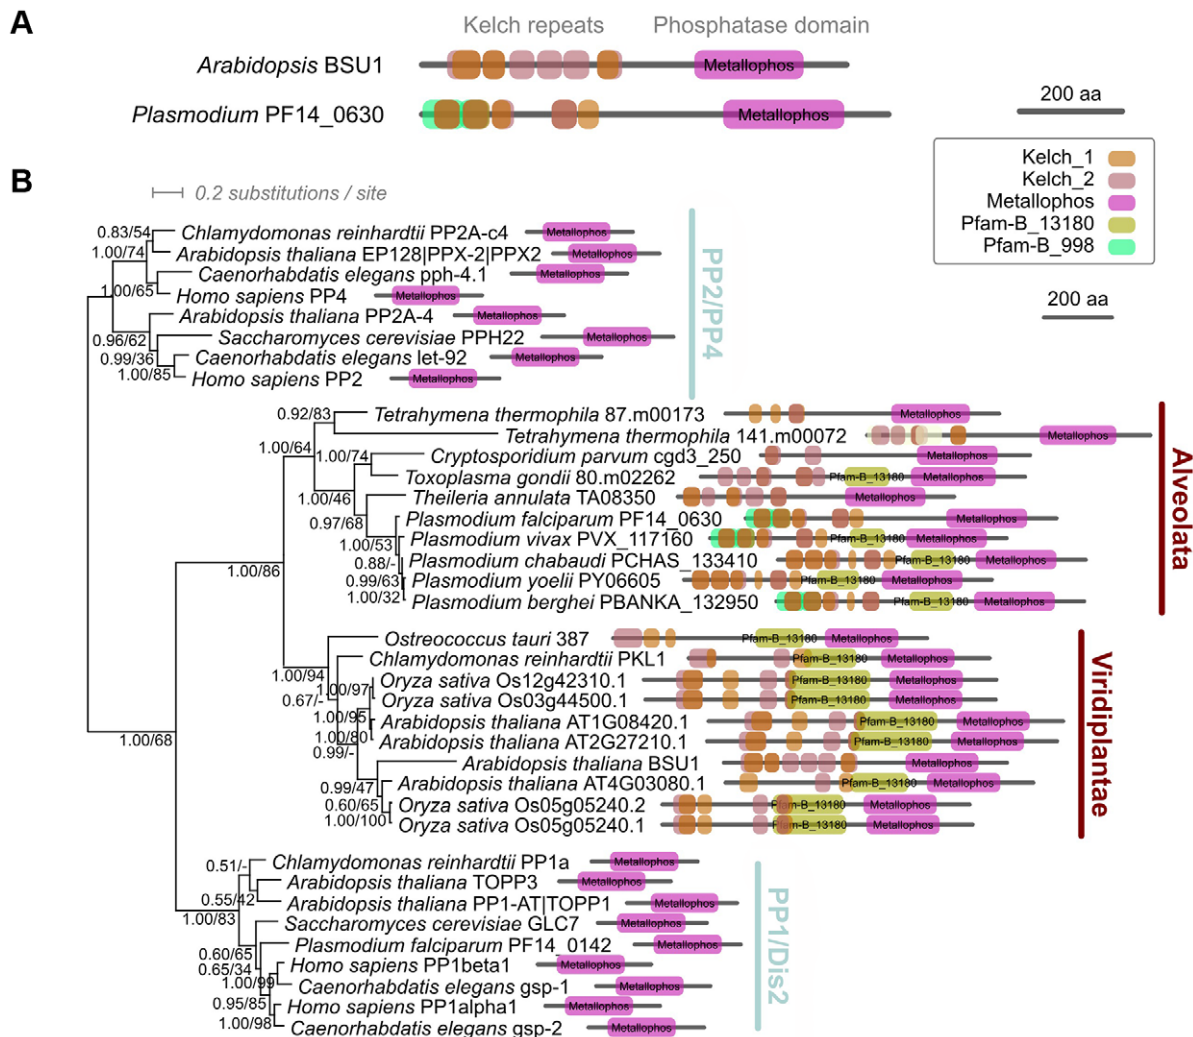 A
Kelch repeats
Phosphatase domain
Arabidopsis BSU1
Metallophos
Plasmodium PF14_0630
Metallophos
200 aa
Kelch_1
Kelch_2
Metallophos
Pfam-B_13180
Pfam-B_998
200 aa
B
0.2 substitutions / site
0.83/54
Chlamydomonas reinhardtii PP2A-c4
Metallophos
1.00/74
Arabidopsis thaliana EP128|PPX-2|PPX2
Metallophos
Caenorhabdatis elegans pph-4.1
Metallophos
1.00/65
Homo sapiens PP4
Metallophos
Arabidopsis thaliana PP2A-4
Metallophos
0.96/62
Saccharomyces cerevisiae PPH22
Metallophos
0.99/36
Caenorhabdatis elegans let-92
Metallophos
1.00/85
Homo sapiens PP2
Metallophos
PP2/PP4
0.92/83
Tetrahymena thermophila 87.m00173
Metallophos
Tetrahymena thermophila 141.m00072
Metallophos
1.00/64
1.00/74
Cryptosporidium parvum cgd3_250
Metallophos
Toxoplasma gondii 80.m02262
Pfam-B_13180
Metallophos
1.00/46
Theileria annulata TA08350
Metallophos
0.97/68
Plasmodium falciparum PF14_0630
Metallophos
1.00/53
Plasmodium vivax PVX_117160
Pfam-B_13180
Metallophos
0.88/-
Plasmodium chabaudi PCHAS_133410
Pfam-B_13180
Metallophos
1.00/86
0.99/63
Plasmodium yoelii PY06605
Pfam-B_13180
Metallophos
1.00/32
Plasmodium berghei PBANKA_132950
Pfam-B_13180
Metallophos
Alveolata
Ostreococcus tauri 387
Pfam-B_13180
Metallophos
1.00/94
Chlamydomonas reinhardtii PKL1
Pfam-B_13180
Metallophos
1.00/97
Oryza sativa Os12g42310.1
Pfam-B_13180
Metallophos
0.67/-
Oryza sativa Os03g44500.1
Pfam-B_13180
Metallophos
1.00/95
Arabidopsis thaliana AT1G08420.1
Pfam-B_13180
Metallophos
1.00/80
Arabidopsis thaliana AT2G27210.1
Pfam-B_13180
Metallophos
1.00/68
0.99/-
Arabidopsis thaliana BSU1
Metallophos
0.99/47
Arabidopsis thaliana AT4G03080.1
Pfam-B_13180
Metallophos
0.60/65
Oryza sativa Os05g05240.2
Pfam-B_13180
Metallophos
1.00/100
Oryza sativa Os05g05240.1
Pfam-B_13180
Metallophos
Viridiplantae
0.51/-
Chlamydomonas reinhardtii PP1a
Metallophos
Arabidopsis thaliana TOPP3
Metallophos
0.55/42
Arabidopsis thaliana PP1-AT|TOPP1
Metallophos
1.00/83
Saccharomyces cerevisiae GLC7
Metallophos
Plasmodium falciparum PF14_0142
Metallophos
0.60/65
0.65/34
Homo sapiens PP1beta1
Metallophos
1.00/99
Caenorhabdatis elegans gsp-1
Metallophos
0.95/85
Homo sapiens PP1alpha1
Metallophos
1.00/98
Caenorhabdatis elegans gsp-2
Metallophos
PP1/Dis2